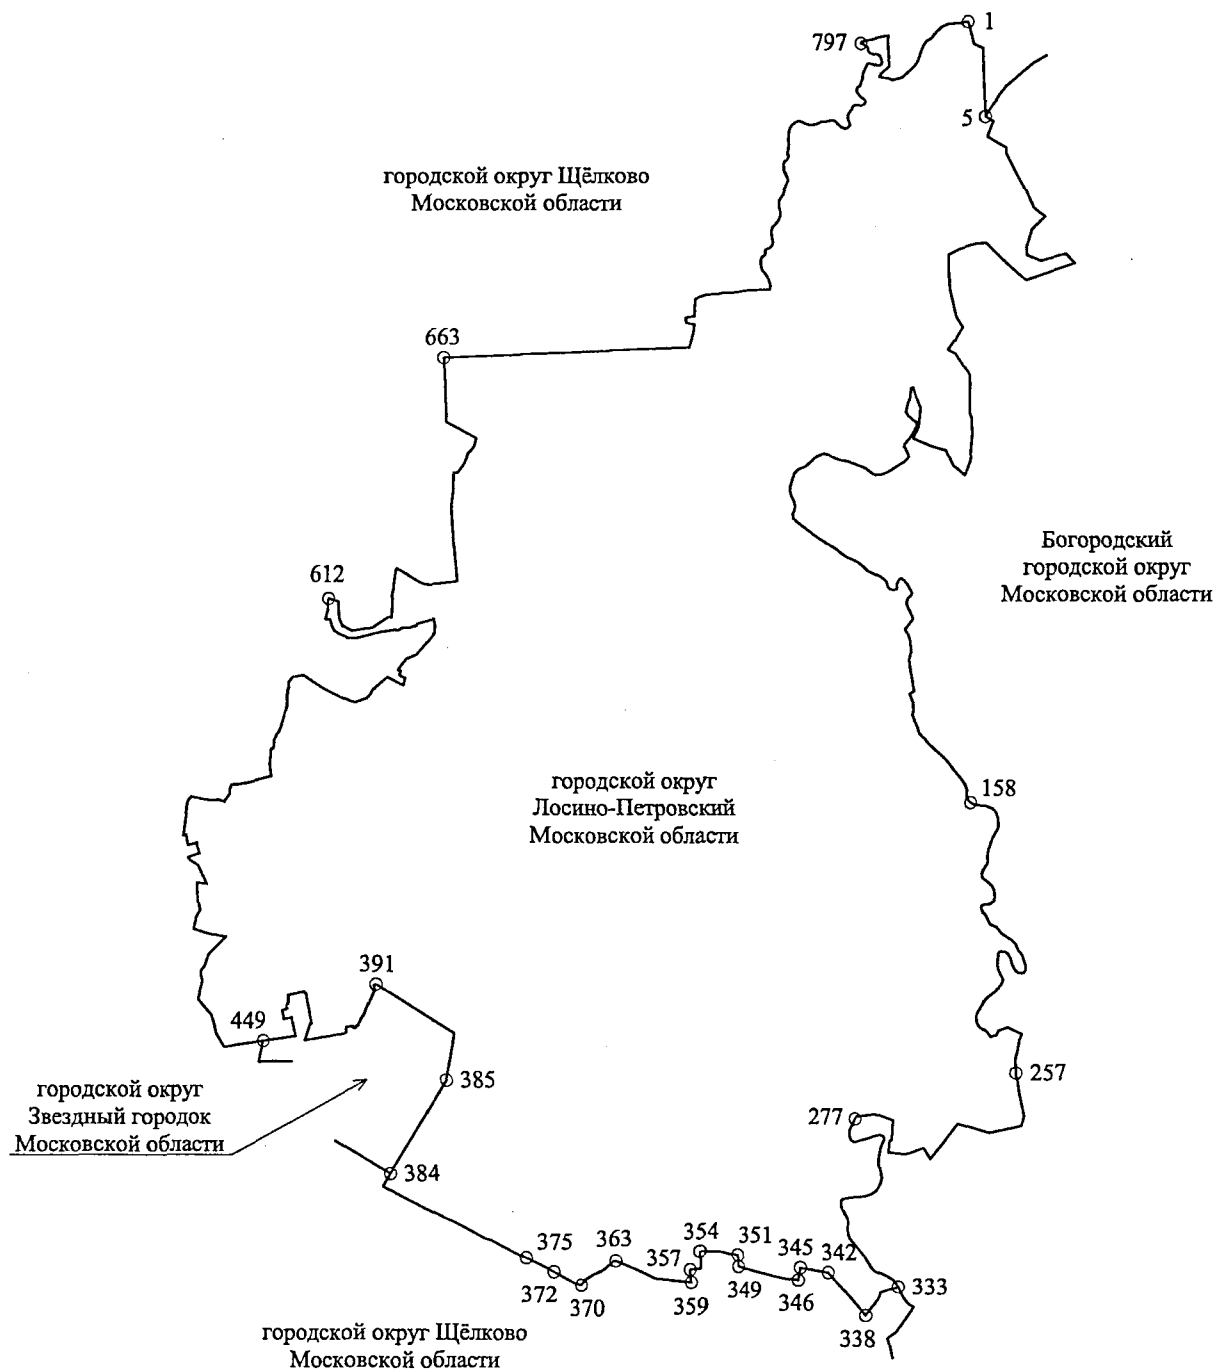 1
797
5
городской округ Щёлково
Московской области
663
Богородский
городской округ
Московской области
612
городской округ
Лосино-Петровский
Московской области
158
391
449
257
385
городской округ
Звездный городок
Московской области
277
384
375
363
354
351
345
342
357
333
372
370
359
349
346
338
городской округ Щёлково
Московской области